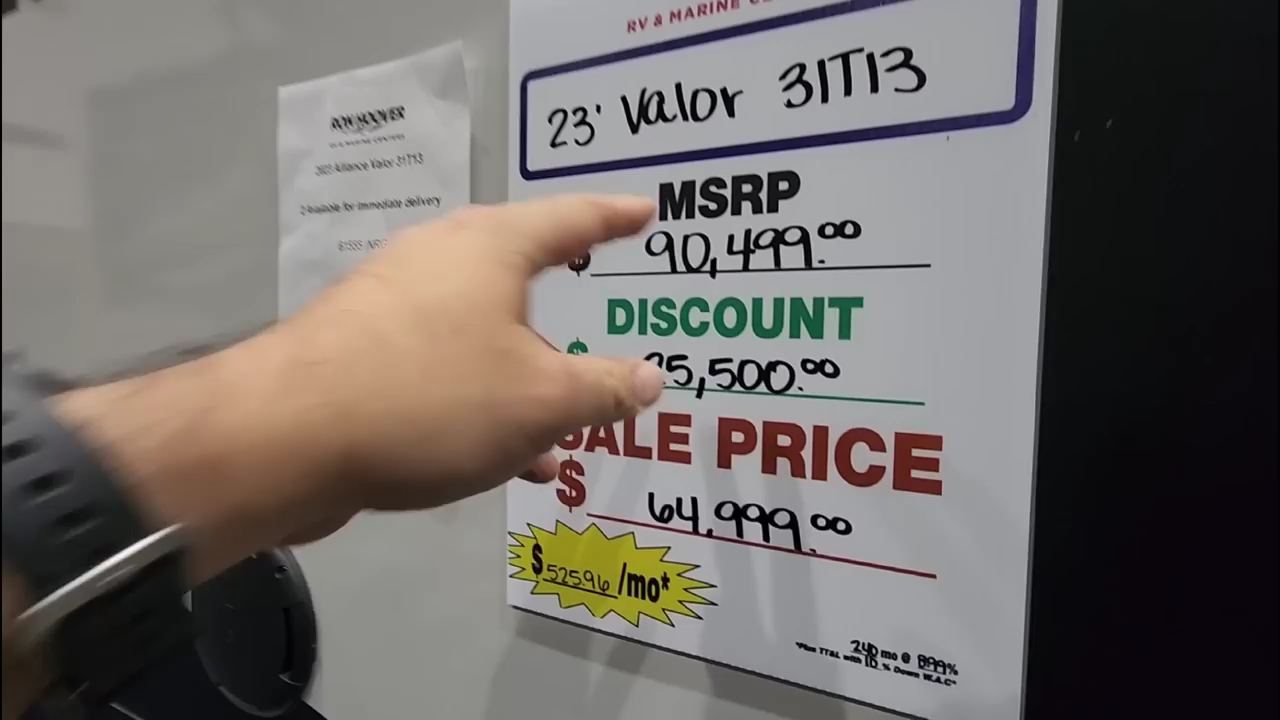 RV & MARINE
23' Valor 31T13
MSRP
$ 90,499.00
DISCOUNT
$ 25,500.00
SALE PRICE
$ 64,999.00
$ 525.96 /mo*
*Plus TT&L with 10 % Down W.A.C*
240 mo @ 8.99%
RON HOOVER
2023 Alliance Valor 31T13
2 available for immediate delivery